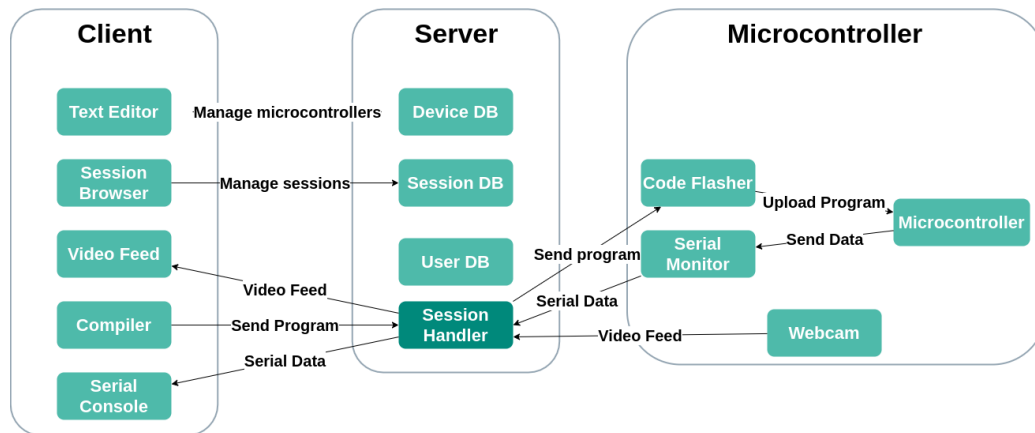 Client
Server
Microcontroller
Text Editor
Manage microcontrollers
Device DB
Session
Browser
Manage sessions
Session DB
Code Flasher
Upload Program
Microcontroller
Video Feed
User DB
Send program
Serial
Monitor
Send Data
Video Feed
Serial Data
Compiler
Send Program
Session
Handler
Video Feed
Webcam
Serial Data
Serial
Console